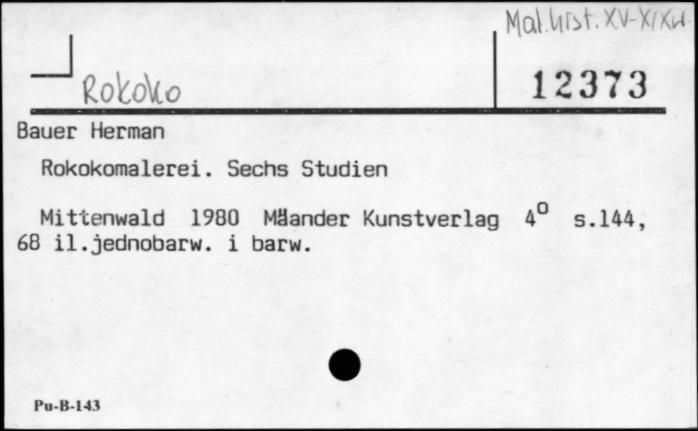 Mal. hist. XV-XIXw.
Rokoko
12373
Bauer Herman
Rokokomalerei. Sechs Studien
Mittenwald 1980 Mäander Kunstverlag 4° s.144,
68 il.jednobarw. i barw.
Pu-B-143